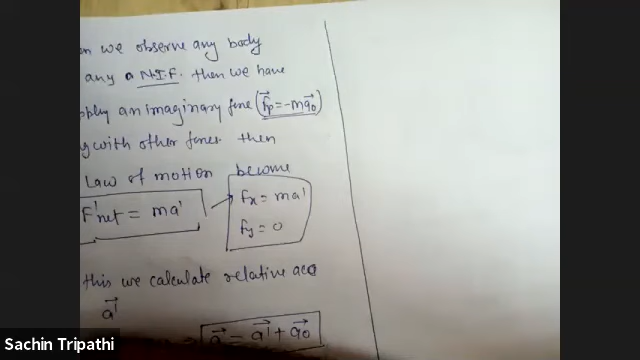 we observe any body
any a N.I.F. then we have
apply an imaginary force (F⃗p = -ma⃗0)
with other forces then
Law of motion become
F'net = ma' Fx = ma'
Fy = 0
this we calculate relative acc
a⃗'
a⃗ = a⃗' + a⃗0
Sachin Tripathi